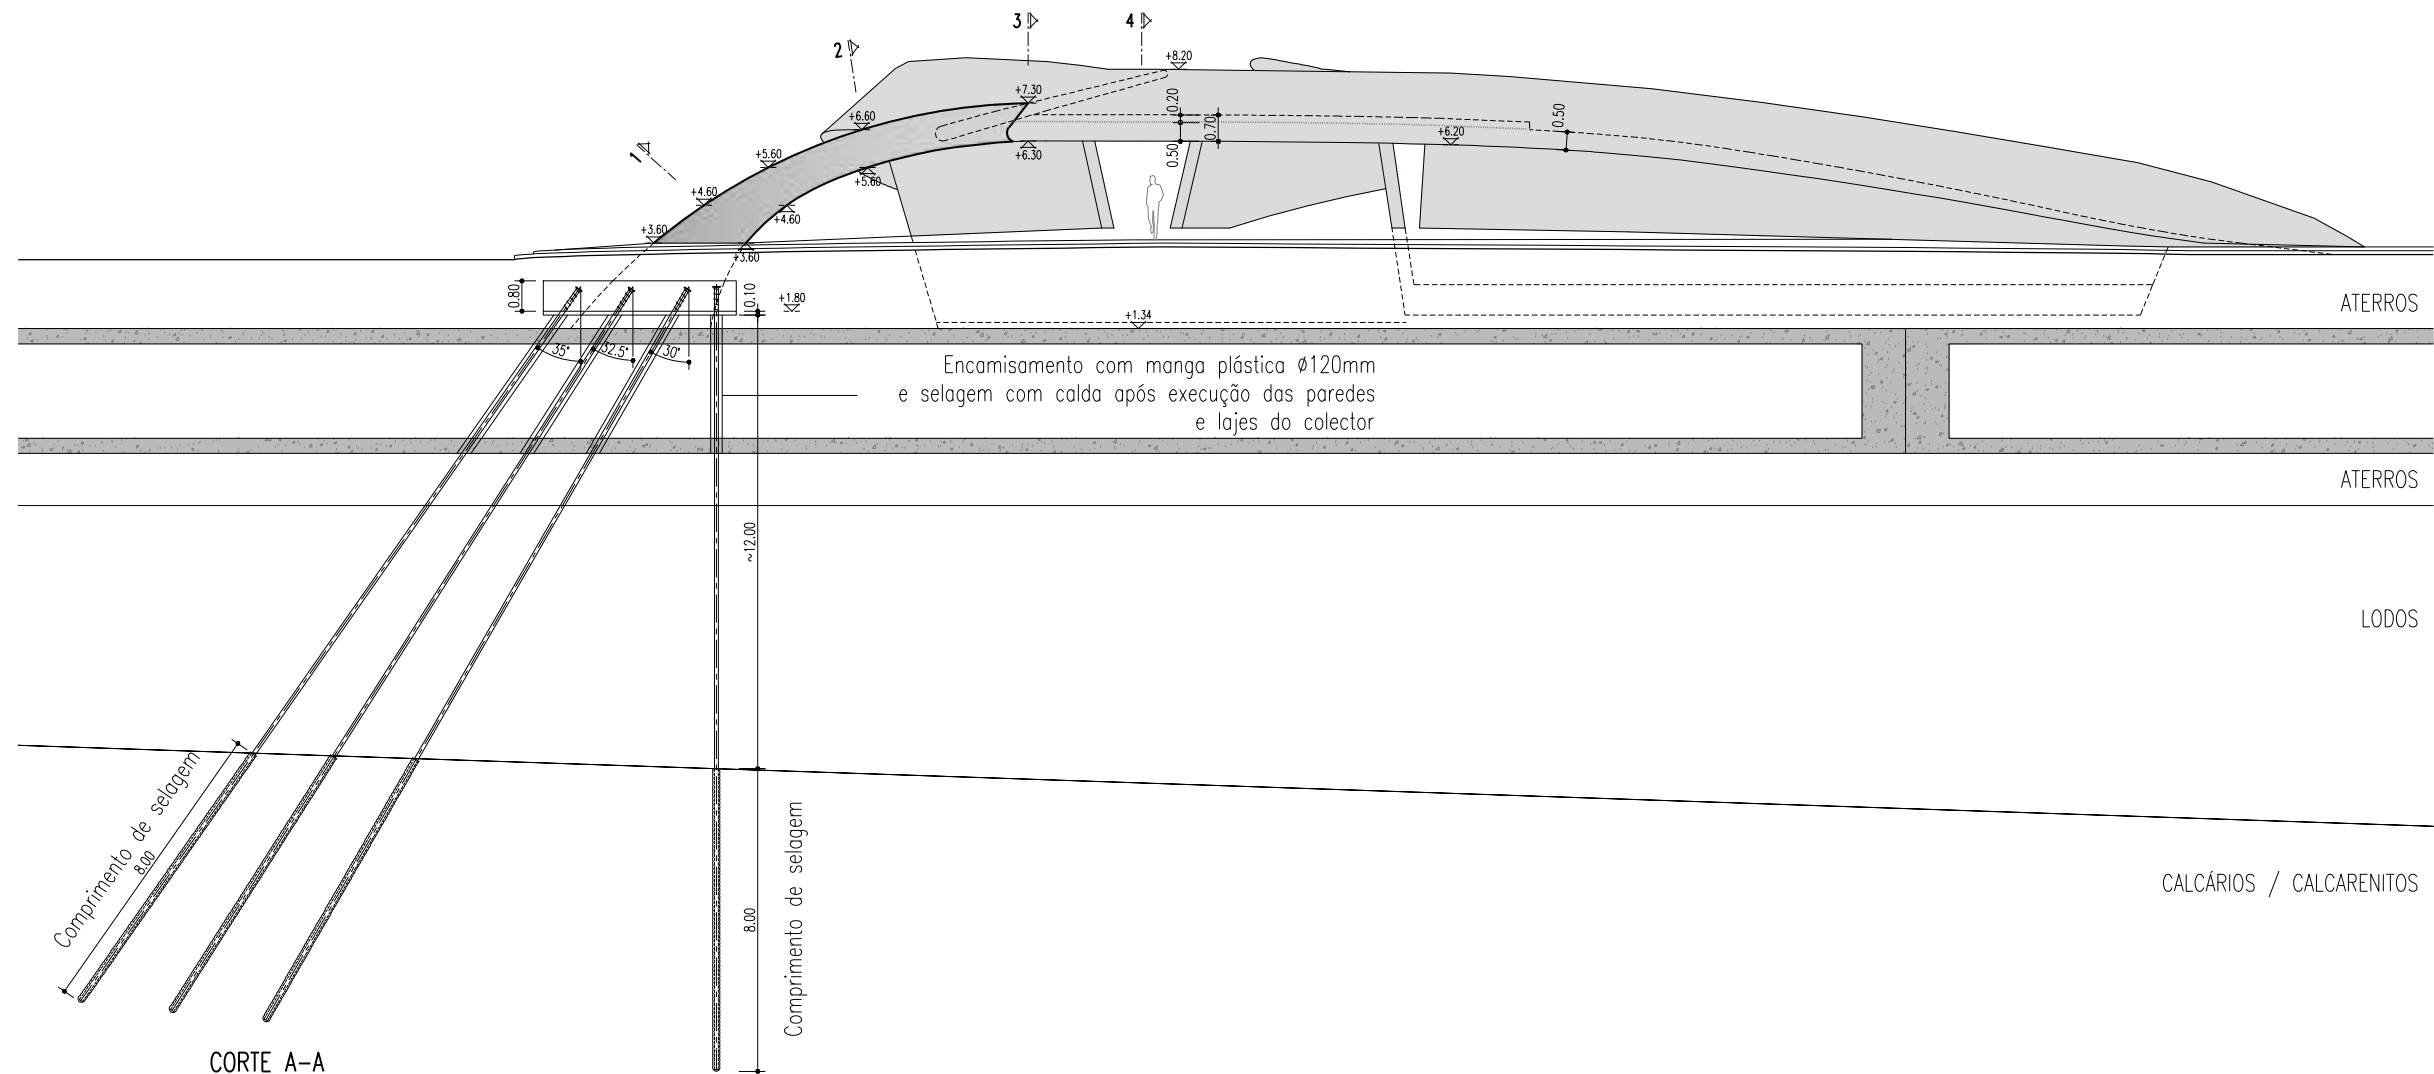 3
4
2
+8.20
+7.30
0.20
+6.60
0.70
0.50
+6.20
1
+5.60
+6.30
0.50
+5.60
+4.60
+4.60
+3.60
+3.60
0.80
0.10
+1.80
ATERROS
+1.34
35°
32.5°
30°
Encamisamento com manga plástica Ø120mm
e selagem com calda após execução das paredes
e lajes do colector
ATERROS
~12.00
LODOS
Comprimento de selagem
8.00
CALCÁRIOS / CALCARENITOS
8.00
Comprimento de selagem
CORTE A-A